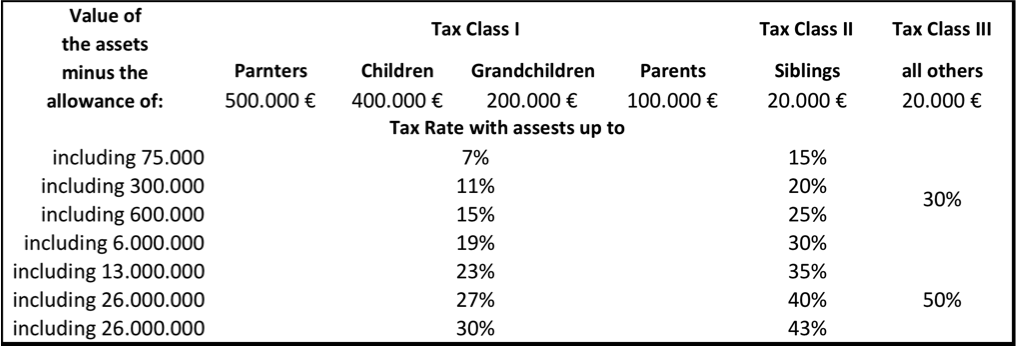 Value of
the assets
minus the
allowance of:
Tax Class I Tax Class II Tax Class III
Parnters Children Grandchildren Parents Siblings all others
500.000 € 400.000 € 200.000 € 100.000 € 20.000 € 20.000 €
Tax Rate with assests up to
including 75.000 7% 15%
including 300.000 11% 20%
30%
including 600.000 15% 25%
including 6.000.000 19% 30%
including 13.000.000 23% 35%
including 26.000.000 27% 40% 50%
including 26.000.000 30% 43%